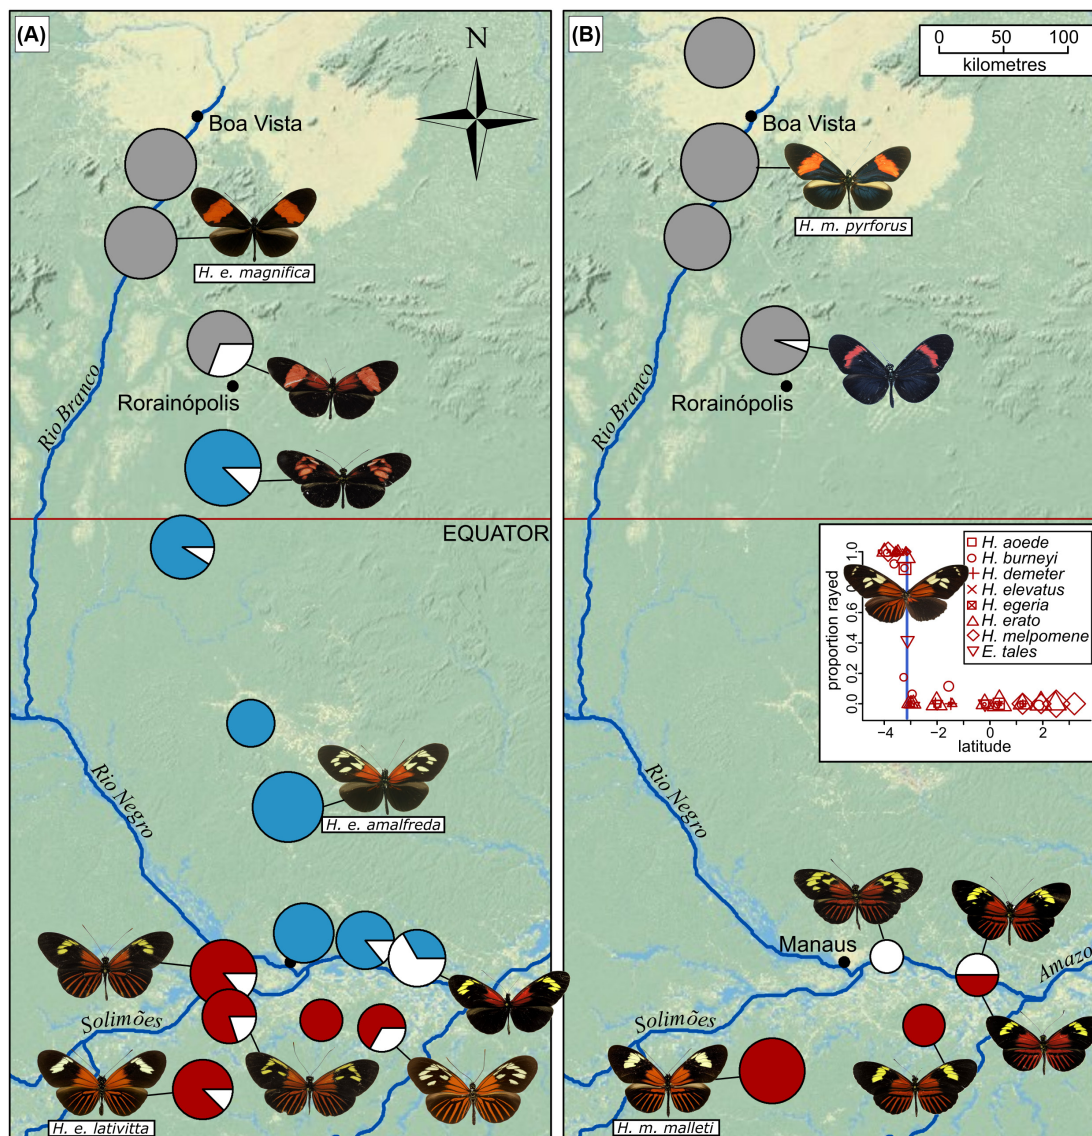 (A)
N
Boa Vista
H. e. magnifica
Rio Branco
Rorainópolis
EQUATOR
Rio Negro
H. e. amalfreda
Solimões
H. e. lativitta
(B)
0 50 100
kilometres
Boa Vista
H. m. pyrforus
Rio Branco
Rorainópolis
proportion rayed
1.0
0.8
0.6
0.4
0.2
0.0
H. aoede
H. burneyi
H. demeter
H. elevatus
H. egeria
H. erato
H. melpomene
E. tales
−4 −2 0 2
latitude
Rio Negro
Manaus
Amazo
Solimões
H. m. malleti